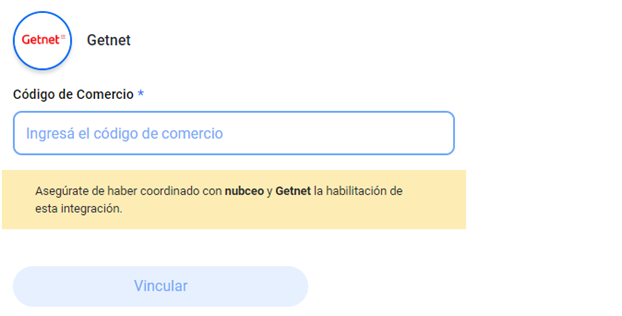 Getnet
Getnet
Código de Comercio *
Ingresá el código de comercio
Asegúrate de haber coordinado con nubceo y Getnet la habilitación de
esta integración.
Vincular